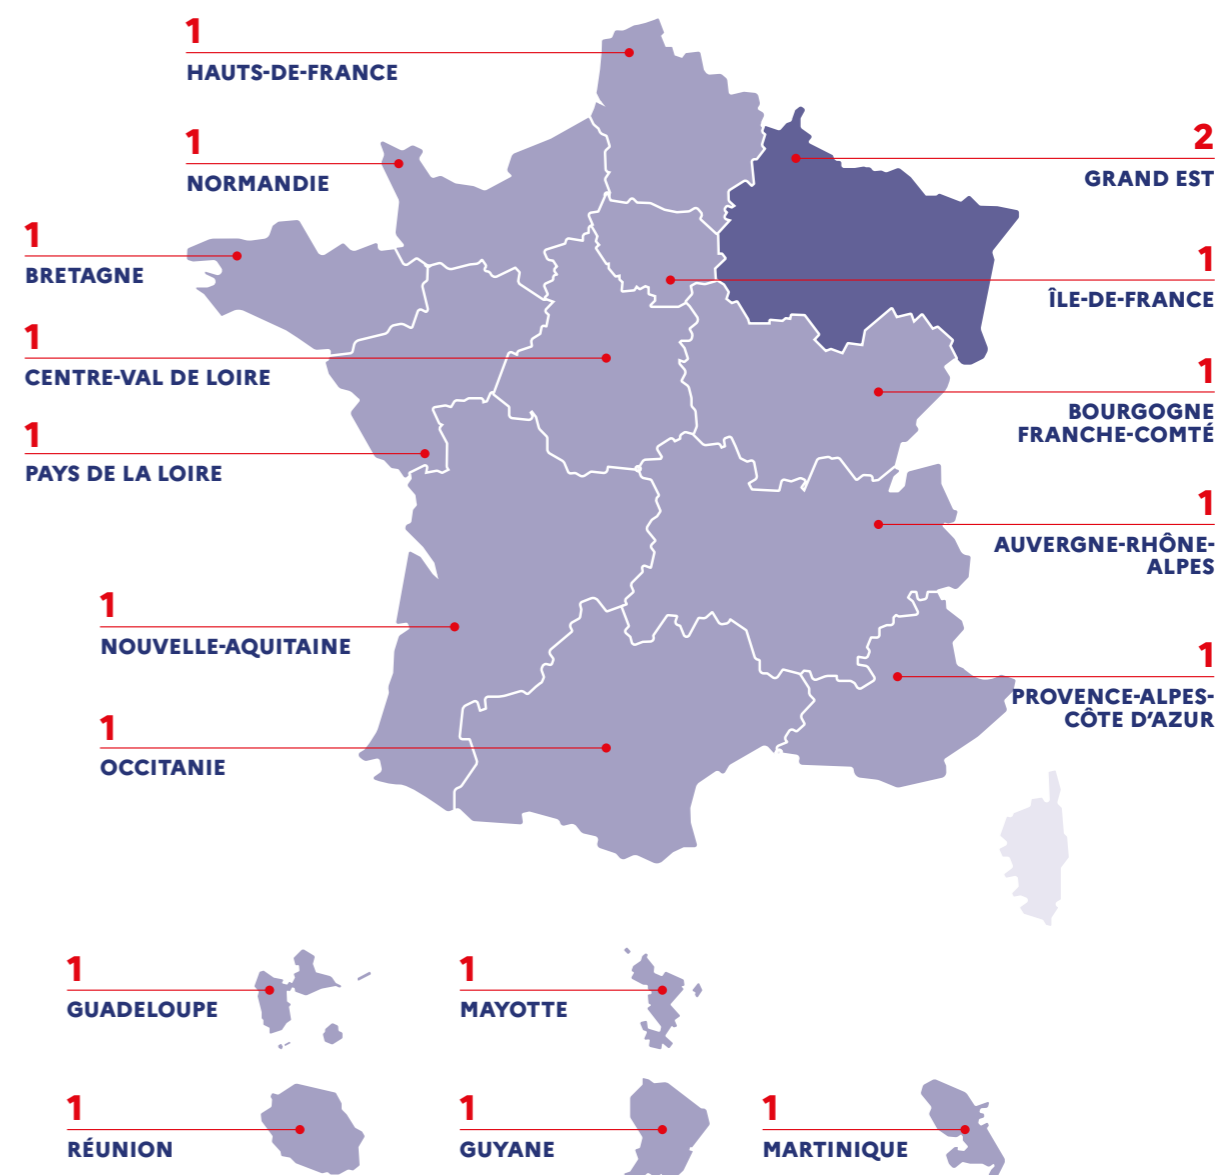 1
HAUTS-DE-FRANCE
1
NORMANDIE
2
GRAND EST
1
BRETAGNE
1
ÎLE-DE-FRANCE
1
CENTRE-VAL DE LOIRE
1
BOURGOGNE
FRANCHE-COMTÉ
1
PAYS DE LA LOIRE
1
AUVERGNE-RHÔNE-
ALPES
1
NOUVELLE-AQUITAINE
1
PROVENCE-ALPES-
CÔTE D’AZUR
1
OCCITANIE
1
GUADELOUPE
1
MAYOTTE
1
RÉUNION
1
GUYANE
1
MARTINIQUE